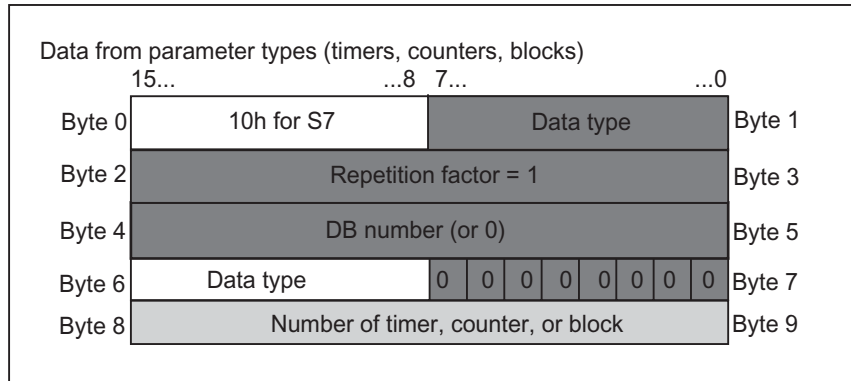 Data from parameter types (timers, counters, blocks)
15... ...8 7... ...0
Byte 0 10h for S7 Data type Byte 1
Byte 2 Repetition factor = 1 Byte 3
Byte 4 DB number (or 0) Byte 5
Byte 6 Data type 0 0 0 0 0 0 0 0 Byte 7
Byte 8 Number of timer, counter, or block Byte 9